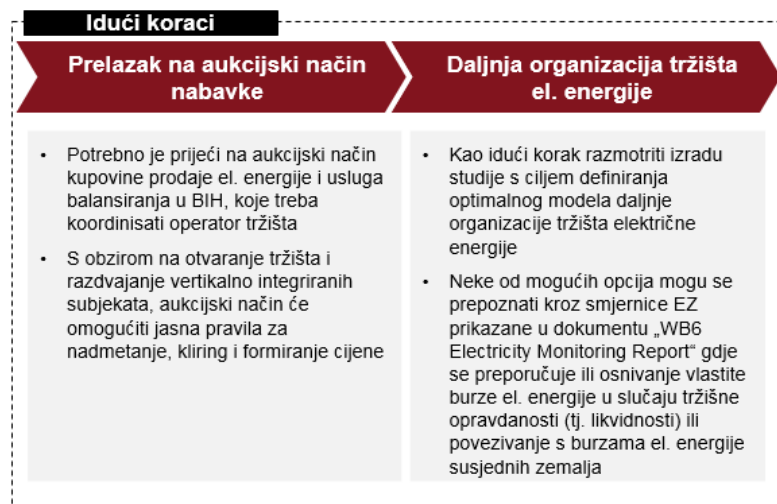 Idući koraci
Prelazak na aukcijski način
nabavke
• Potrebno je prijeći na aukcijski način
kupovine prodaje el. energije i usluga
balansiranja u BIH, koje treba
koordinisati operator tržišta
• S obzirom na otvaranje tržišta i
razdvajanje vertikalno integriranih
subjekata, aukcijski način će
omogućiti jasna pravila za
nadmetanje, kliring i formiranje cijene
Daljnja organizacija tržišta
el. energije
• Kao idući korak razmotriti izradu
studije s ciljem definiranja
optimalnog modela daljnje
organizacije tržišta električne
energije
• Neke od mogućih opcija mogu se
prepoznati kroz smjernice EZ
prikazane u dokumentu „WB6
Electricity Monitoring Report“ gdje
se preporučuje ili osnivanje vlastite
burze el. energije u slučaju tržišne
opravdanosti (tj. likvidnosti) ili
povezivanje s burzama el. energije
susjednih zemalja